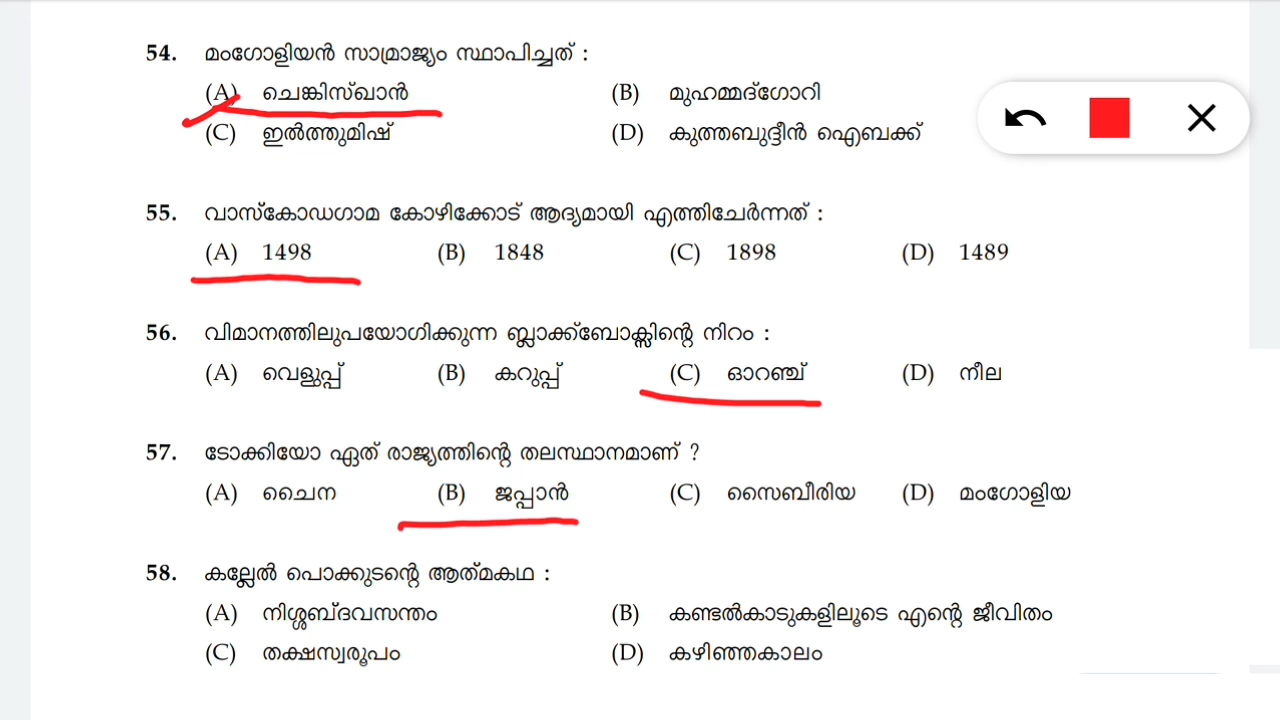 54. മംഗോളിയൻ സാമ്രാജ്യം സ്ഥാപിച്ചത് :
(A) ചെങ്കിസ്ഖാൻ (B) മുഹമ്മദ്ഗോറി
(C) ഇൽത്തുമിഷ് (D) കുത്തബുദ്ദീൻ ഐബക്ക്
55. വാസ്കോഡഗാമ കോഴിക്കോട് ആദ്യമായി എത്തിചേർന്നത് :
(A) 1498 (B) 1848 (C) 1898 (D) 1489
56. വിമാനത്തിലുപയോഗിക്കുന്ന ബ്ലാക്ക്ബോക്സിന്റെ നിറം :
(A) വെളുപ്പ് (B) കറുപ്പ് (C) ഓറഞ്ച് (D) നീല
57. ടോക്കിയോ ഏത് രാജ്യത്തിന്റെ തലസ്ഥാനമാണ് ?
(A) ചൈന (B) ജപ്പാൻ (C) സൈബീരിയ (D) മംഗോളിയ
58. കല്ലേൽ പൊക്കുടന്റെ ആത്മകഥ :
(A) നിശ്ശബ്ദവസന്തം (B) കണ്ടൽകാടുകളിലൂടെ എന്റെ ജീവിതം
(C) തക്ഷസ്വരൂപം (D) കഴിഞ്ഞകാലം